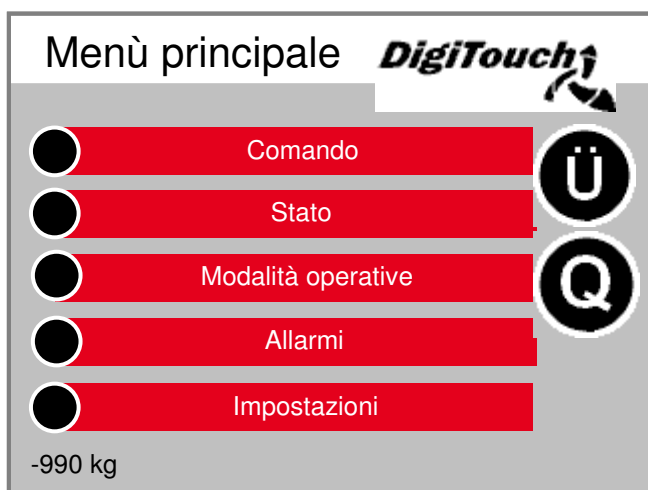 Menù principale
DigiTouch
Comando
Ü
Stato
Modalità operative
Q
Allarmi
Impostazioni
-990 kg